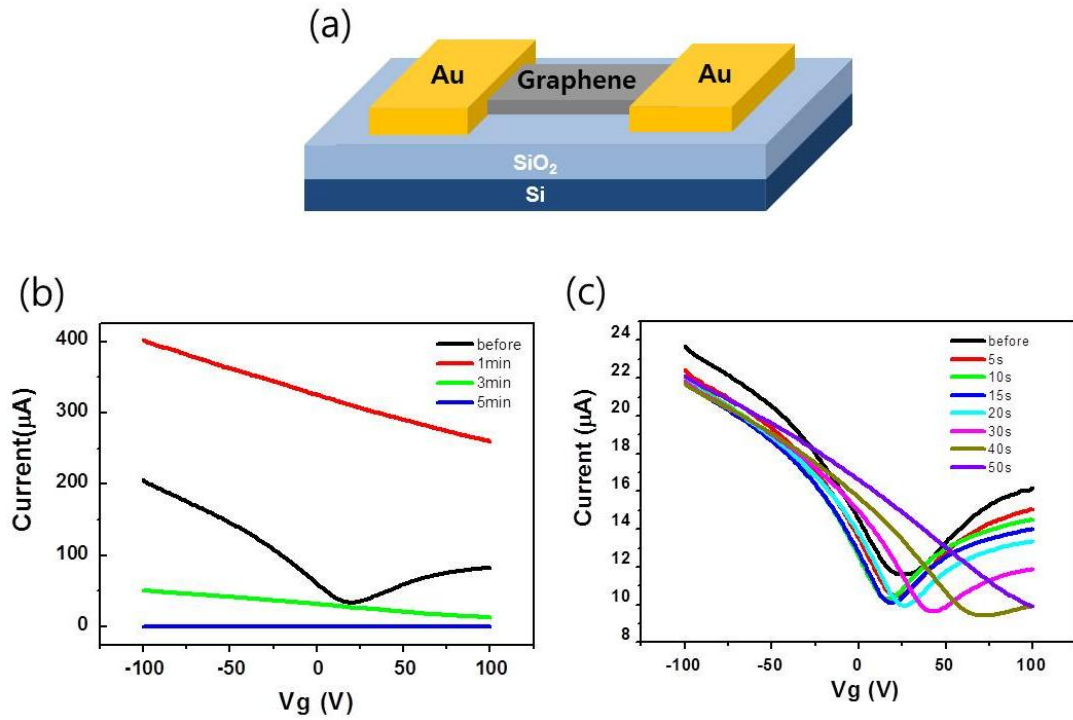 (a)
Au
Graphene
Au
SiO₂
Si
(b)
400
300
200
100
0
-100
-50
0
50
100
Current(μA)
Vg (V)
before
1min
3min
5min
(c)
24
22
20
18
16
14
12
10
8
-100
-50
0
50
100
Current (μA)
Vg (V)
before
5s
10s
15s
20s
30s
40s
50s